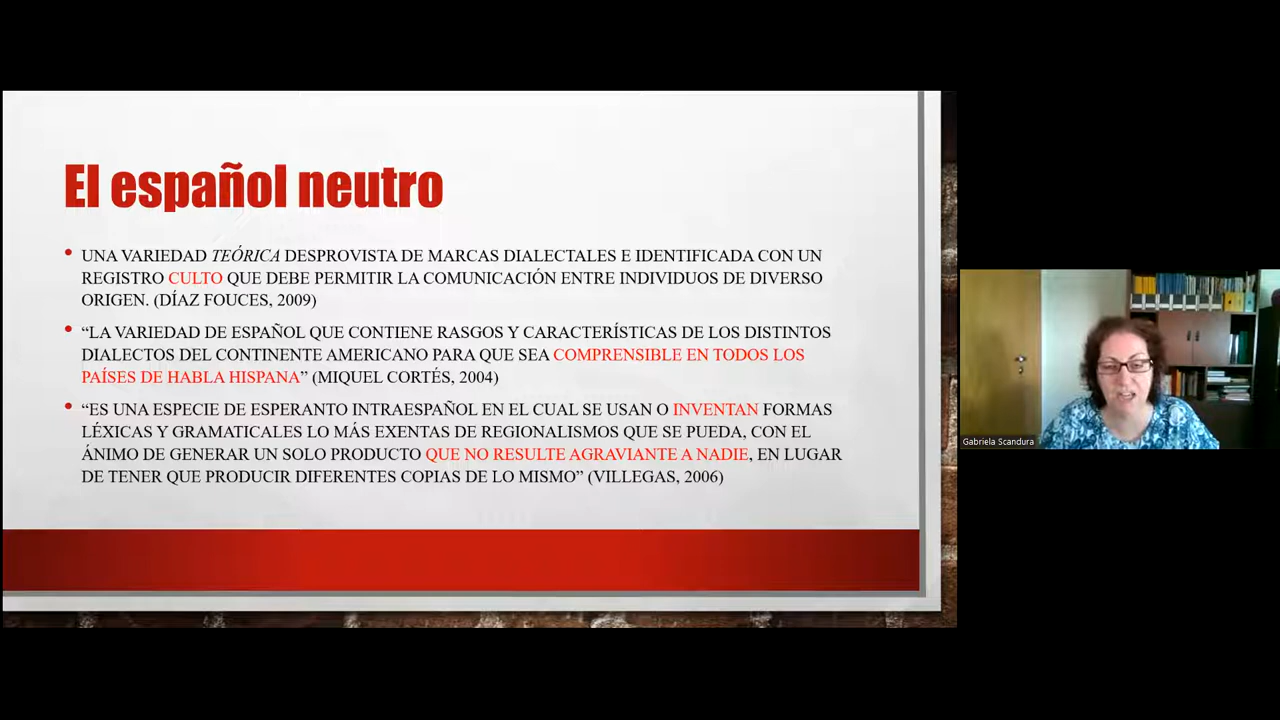 El español neutro
• UNA VARIEDAD TEÓRICA DESPROVISTA DE MARCAS DIALECTALES E IDENTIFICADA CON UN
REGISTRO CULTO QUE DEBE PERMITIR LA COMUNICACIÓN ENTRE INDIVIDUOS DE DIVERSO
ORIGEN. (DÍAZ FOUCES, 2009)
• “LA VARIEDAD DE ESPAÑOL QUE CONTIENE RASGOS Y CARACTERÍSTICAS DE LOS DISTINTOS
DIALECTOS DEL CONTINENTE AMERICANO PARA QUE SEA COMPRENSIBLE EN TODOS LOS
PAÍSES DE HABLA HISPANA” (MIQUEL CORTÉS, 2004)
• “ES UNA ESPECIE DE ESPERANTO INTRAESPAÑOL EN EL CUAL SE USAN O INVENTAN FORMAS
LÉXICAS Y GRAMATICALES LO MÁS EXENTAS DE REGIONALISMOS QUE SE PUEDA, CON EL
ÁNIMO DE GENERAR UN SOLO PRODUCTO QUE NO RESULTE AGRAVIANTE A NADIE, EN LUGAR
DE TENER QUE PRODUCIR DIFERENTES COPIAS DE LO MISMO” (VILLEGAS, 2006)
Gabriela Scandura